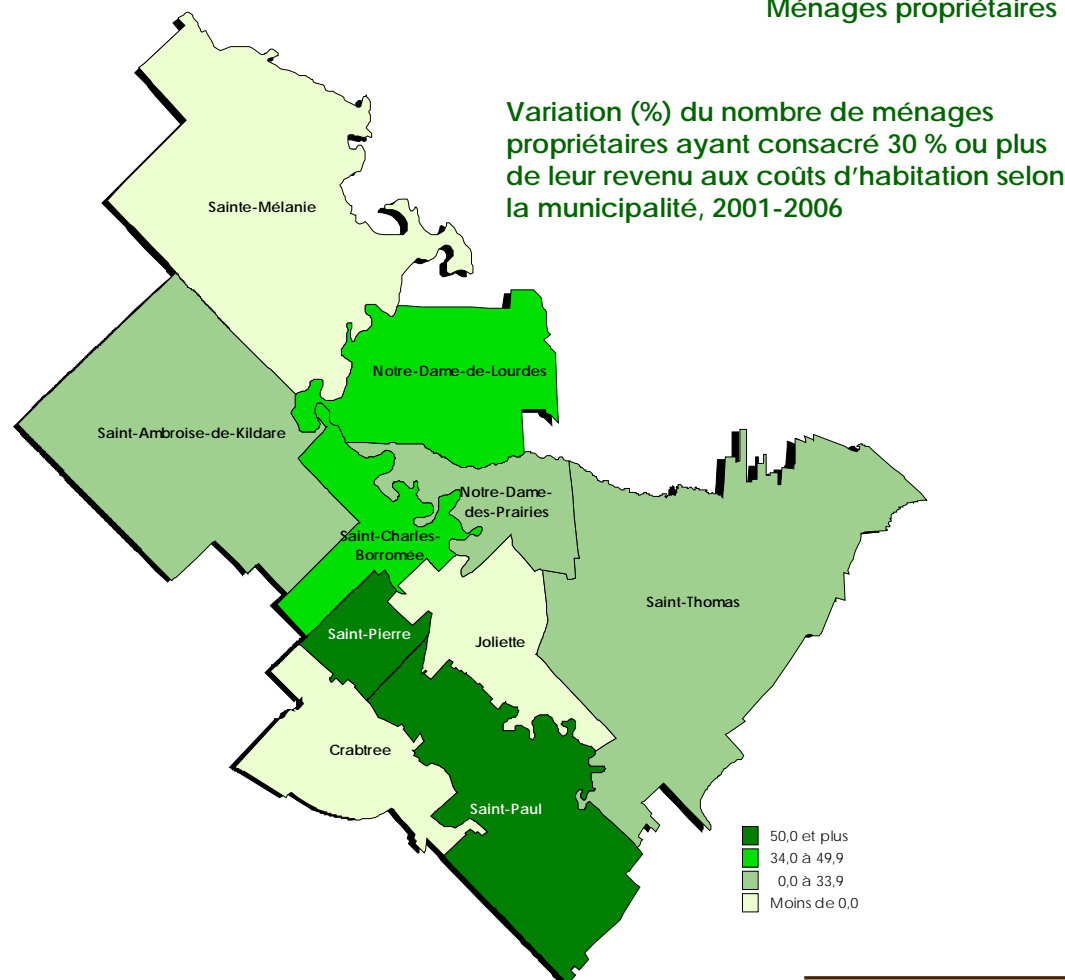 Ménages propriétaires
Variation (%) du nombre de ménages
propriétaires ayant consacré 30 % ou plus
de leur revenu aux coûts d'habitation selon
la municipalité, 2001-2006
Sainte-Mélanie
Notre-Dame-de-Lourdes
Saint-Ambroise-de-Kildare
Notre-Dame-
des-Prairies
Saint-Charles-
Borromée
Saint-Thomas
Saint-Pierre
Joliette
Crabtree
Saint-Paul
50,0 et plus
34,0 à 49,9
0,0 à 33,9
Moins de 0,0